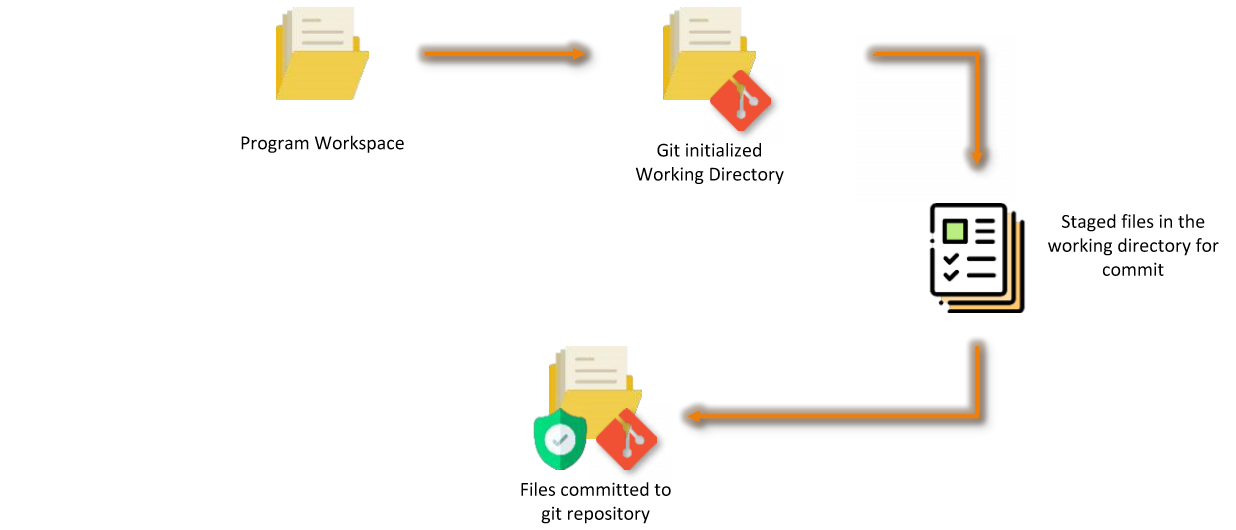 Program Workspace
Git initialized
Working Directory
Staged files in the
working directory for
commit
Files committed to
git repository